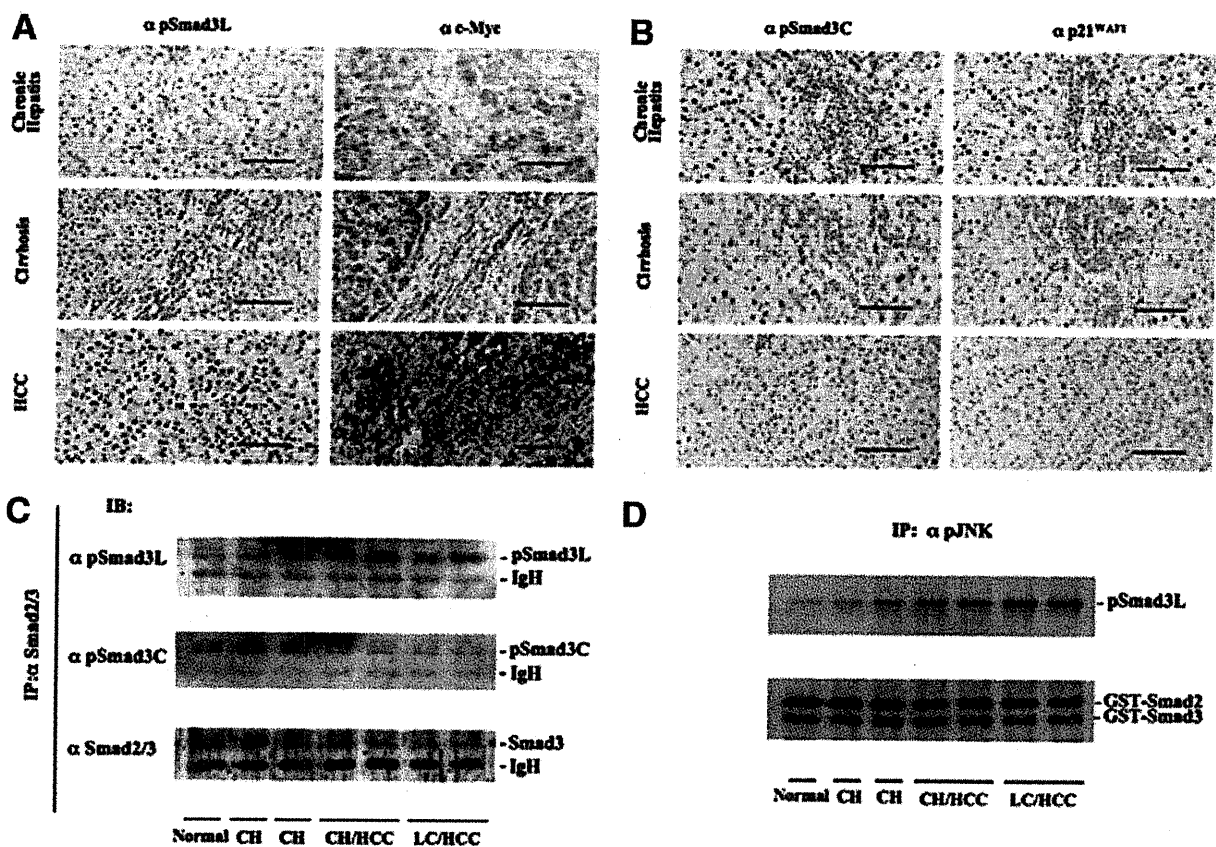 A
α pSmad3L
α c-Myc
Chronic
Hepatits
Cirrhosis
HCC
B
α pSmad3C
α p21WAF1
Chronic
Hepatits
Cirrhosis
HCC
C
IB:
IP:α Smad2/3
α pSmad3L
- pSmad3L
- IgH
α pSmad3C
- pSmad3C
- IgH
α Smad2/3
- Smad3
- IgH
Normal CH CH CH/HCC LC/HCC
D
IP: α pJNK
- pSmad3L
- GST-Smad2
- GST-Smad3
Normal CH CH CH/HCC LC/HCC